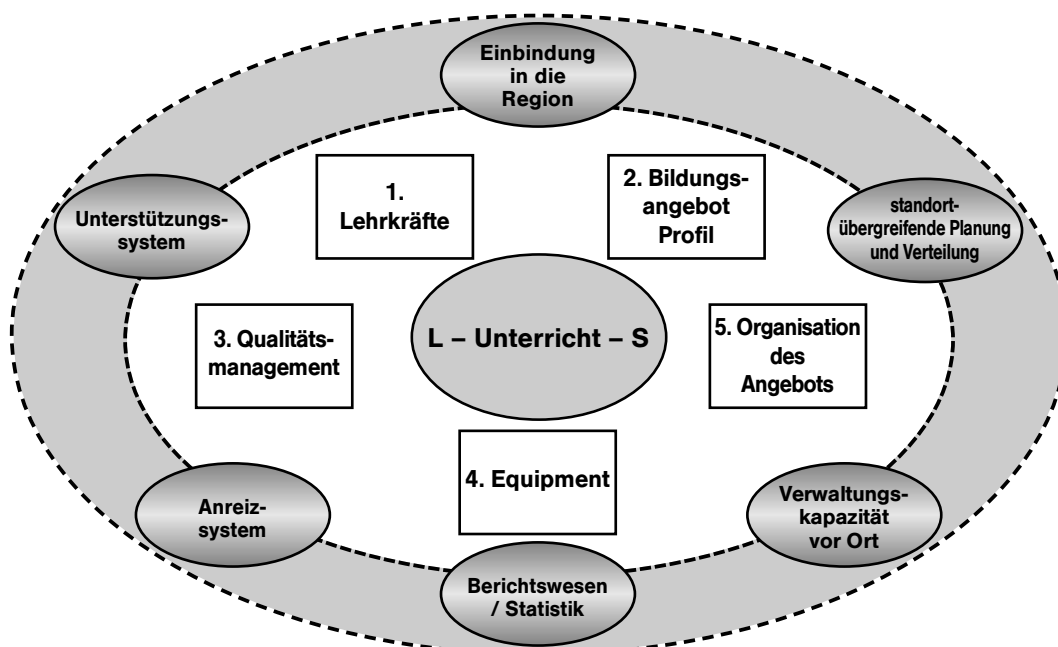 Einbindung
in die
Region
1.
Lehrkräfte
2. Bildungs-
angebot
Profil
Unterstützungs-
system
standort-
übergreifende Planung
und Verteilung
3. Qualitäts-
management
L – Unterricht – S
5. Organisation
des
Angebots
4. Equipment
Anreiz-
system
Verwaltungs-
kapazität
vor Ort
Berichtswesen
/ Statistik